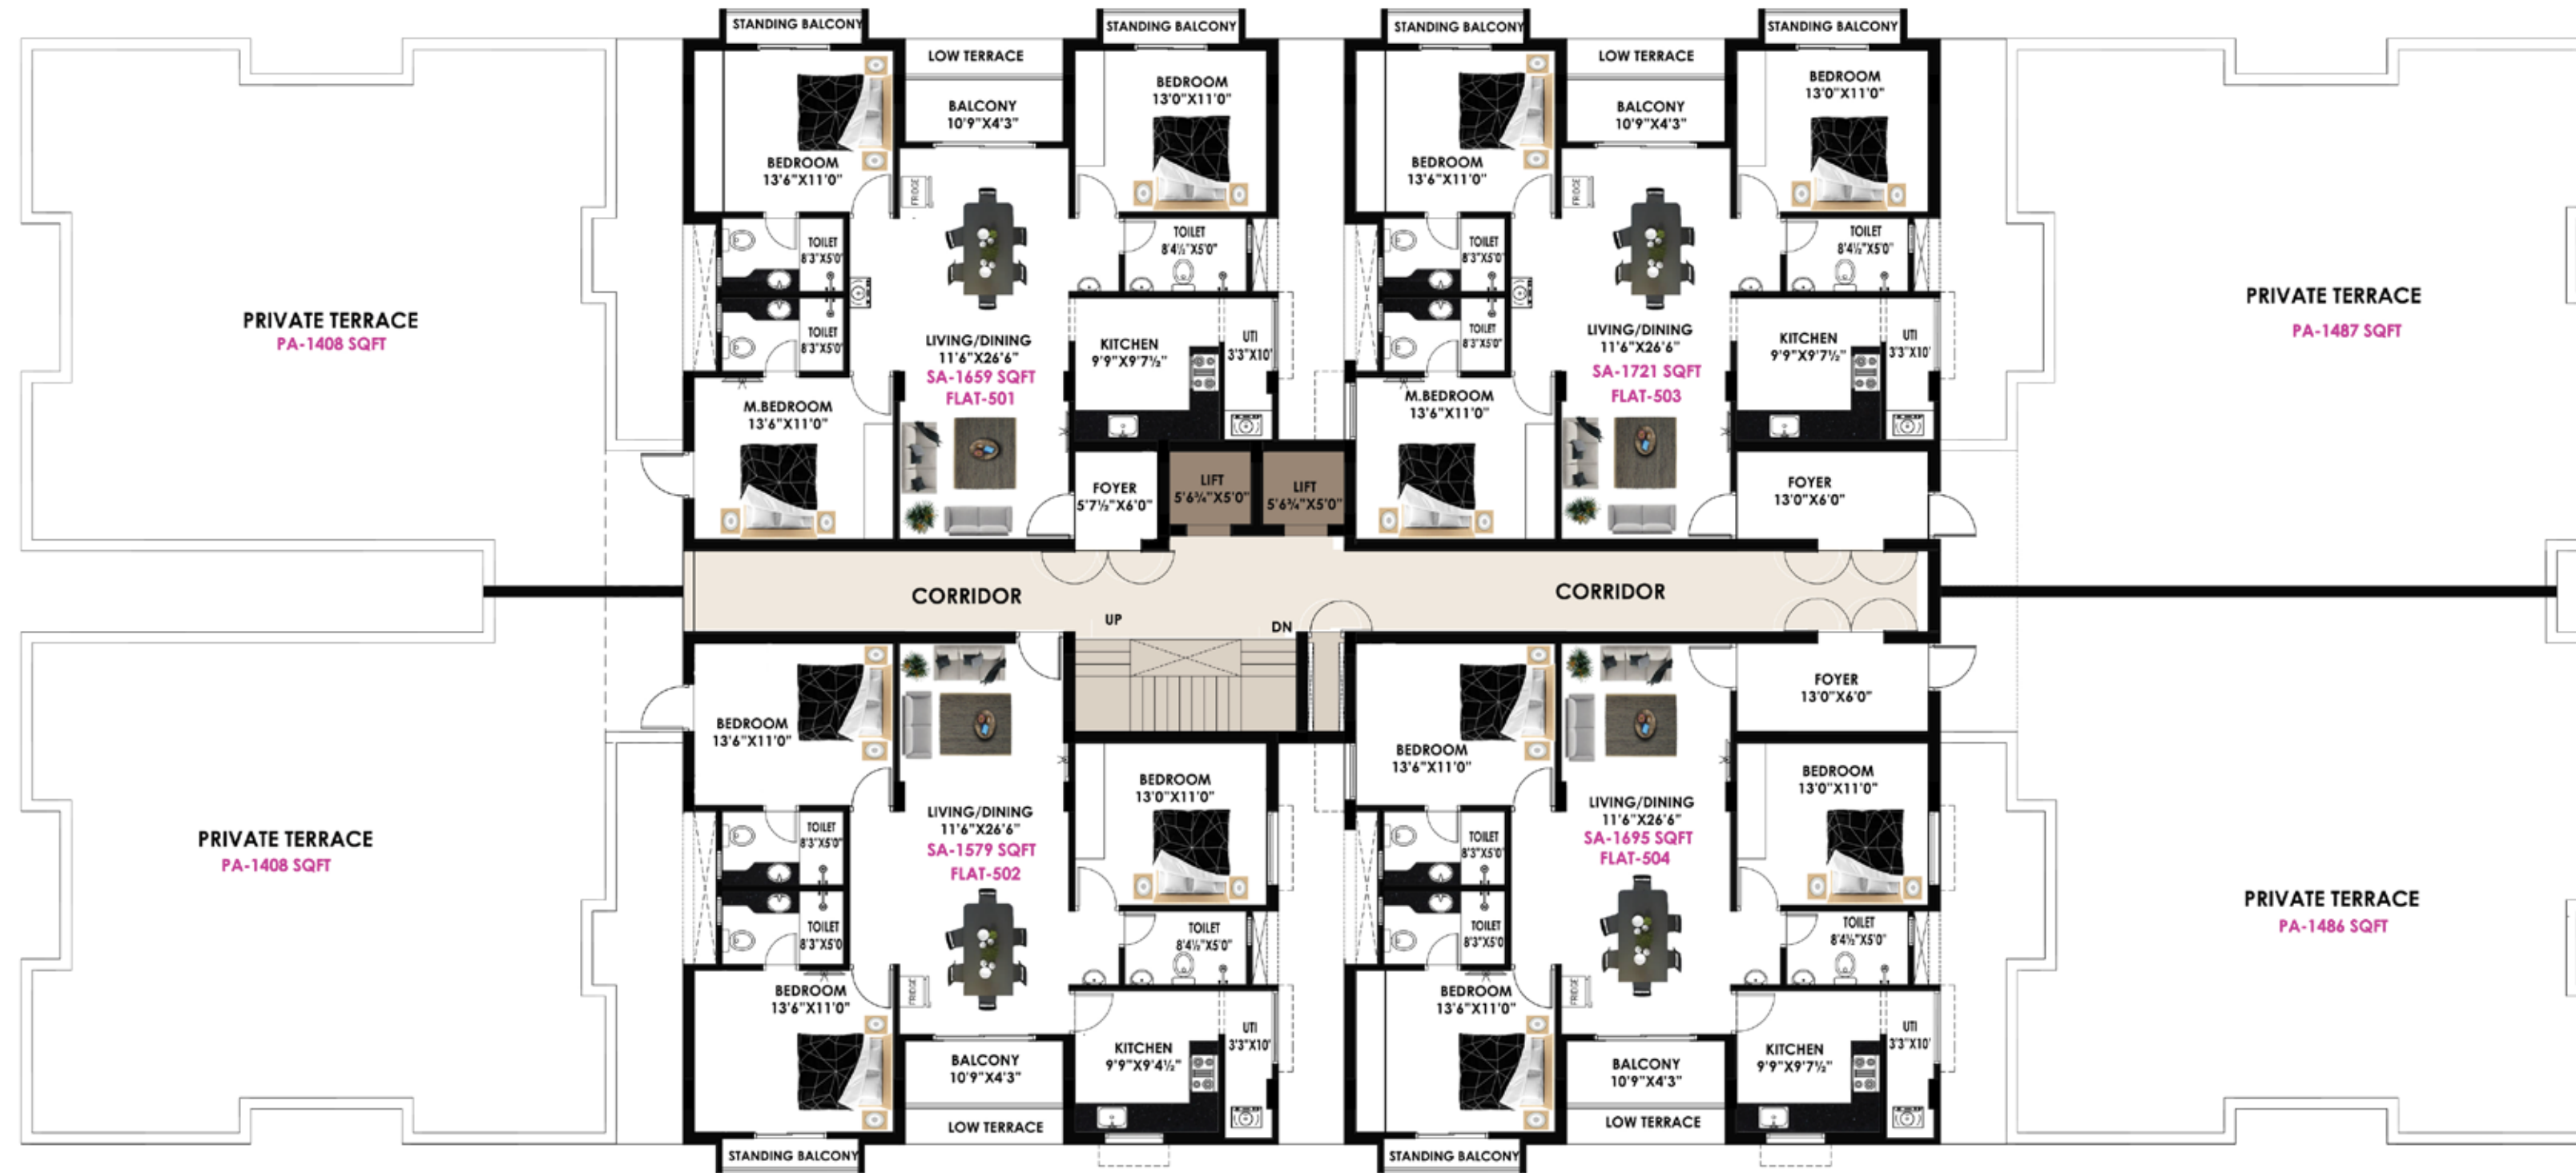 STANDING BALCONY
STANDING BALCONY
STANDING BALCONY
STANDING BALCONY
LOW TERRACE
LOW TERRACE
BEDROOM
13'0"X11'0"
BEDROOM
13'0"X11'0"
BALCONY
10'9"X4'3"
BALCONY
10'9"X4'3"
BEDROOM
13'6"X11'0"
BEDROOM
13'6"X11'0"
FRIDGE
FRIDGE
TOILET
8'3"X5'0"
TOILET
8'4½"X5'0"
TOILET
8'3"X5'0"
TOILET
8'4½"X5'0"
PRIVATE TERRACE
PA-1408 SQFT
PRIVATE TERRACE
PA-1487 SQFT
TOILET
8'3"X5'0"
LIVING/DINING
11'6"X26'6"
SA-1659 SQFT
FLAT-501
KITCHEN
9'9"X9'7½"
UTI
3'3"X10'
TOILET
8'3"X5'0"
LIVING/DINING
11'6"X26'6"
SA-1721 SQFT
FLAT-503
KITCHEN
9'9"X9'7½"
UTI
3'3"X10'
M.BEDROOM
13'6"X11'0"
M.BEDROOM
13'6"X11'0"
FOYER
5'7½"X6'0"
LIFT
5'6¾"X5'0"
LIFT
5'6¾"X5'0"
FOYER
13'0"X6'0"
CORRIDOR
CORRIDOR
UP
DN
BEDROOM
13'6"X11'0"
BEDROOM
13'6"X11'0"
FOYER
13'0"X6'0"
BEDROOM
13'0"X11'0"
BEDROOM
13'0"X11'0"
PRIVATE TERRACE
PA-1408 SQFT
TOILET
8'3"X5'0"
LIVING/DINING
11'6"X26'6"
SA-1579 SQFT
FLAT-502
TOILET
8'3"X5'0
LIVING/DINING
11'6"X26'6"
SA-1695 SQFT
FLAT-504
PRIVATE TERRACE
PA-1486 SQFT
TOILET
8'3"X5'0
TOILET
8'4½"X5'0"
TOILET
8'3"X5'0
TOILET
8'4½"X5'0"
BEDROOM
13'6"X11'0"
FRIDGE
BEDROOM
13'6"X11'0"
FRIDGE
BALCONY
10'9"X4'3"
KITCHEN
9'9"X9'4½"
UTI
3'3"X10'
BALCONY
10'9"X4'3"
KITCHEN
9'9"X9'7½"
UTI
3'3"X10'
LOW TERRACE
LOW TERRACE
STANDING BALCONY
STANDING BALCONY